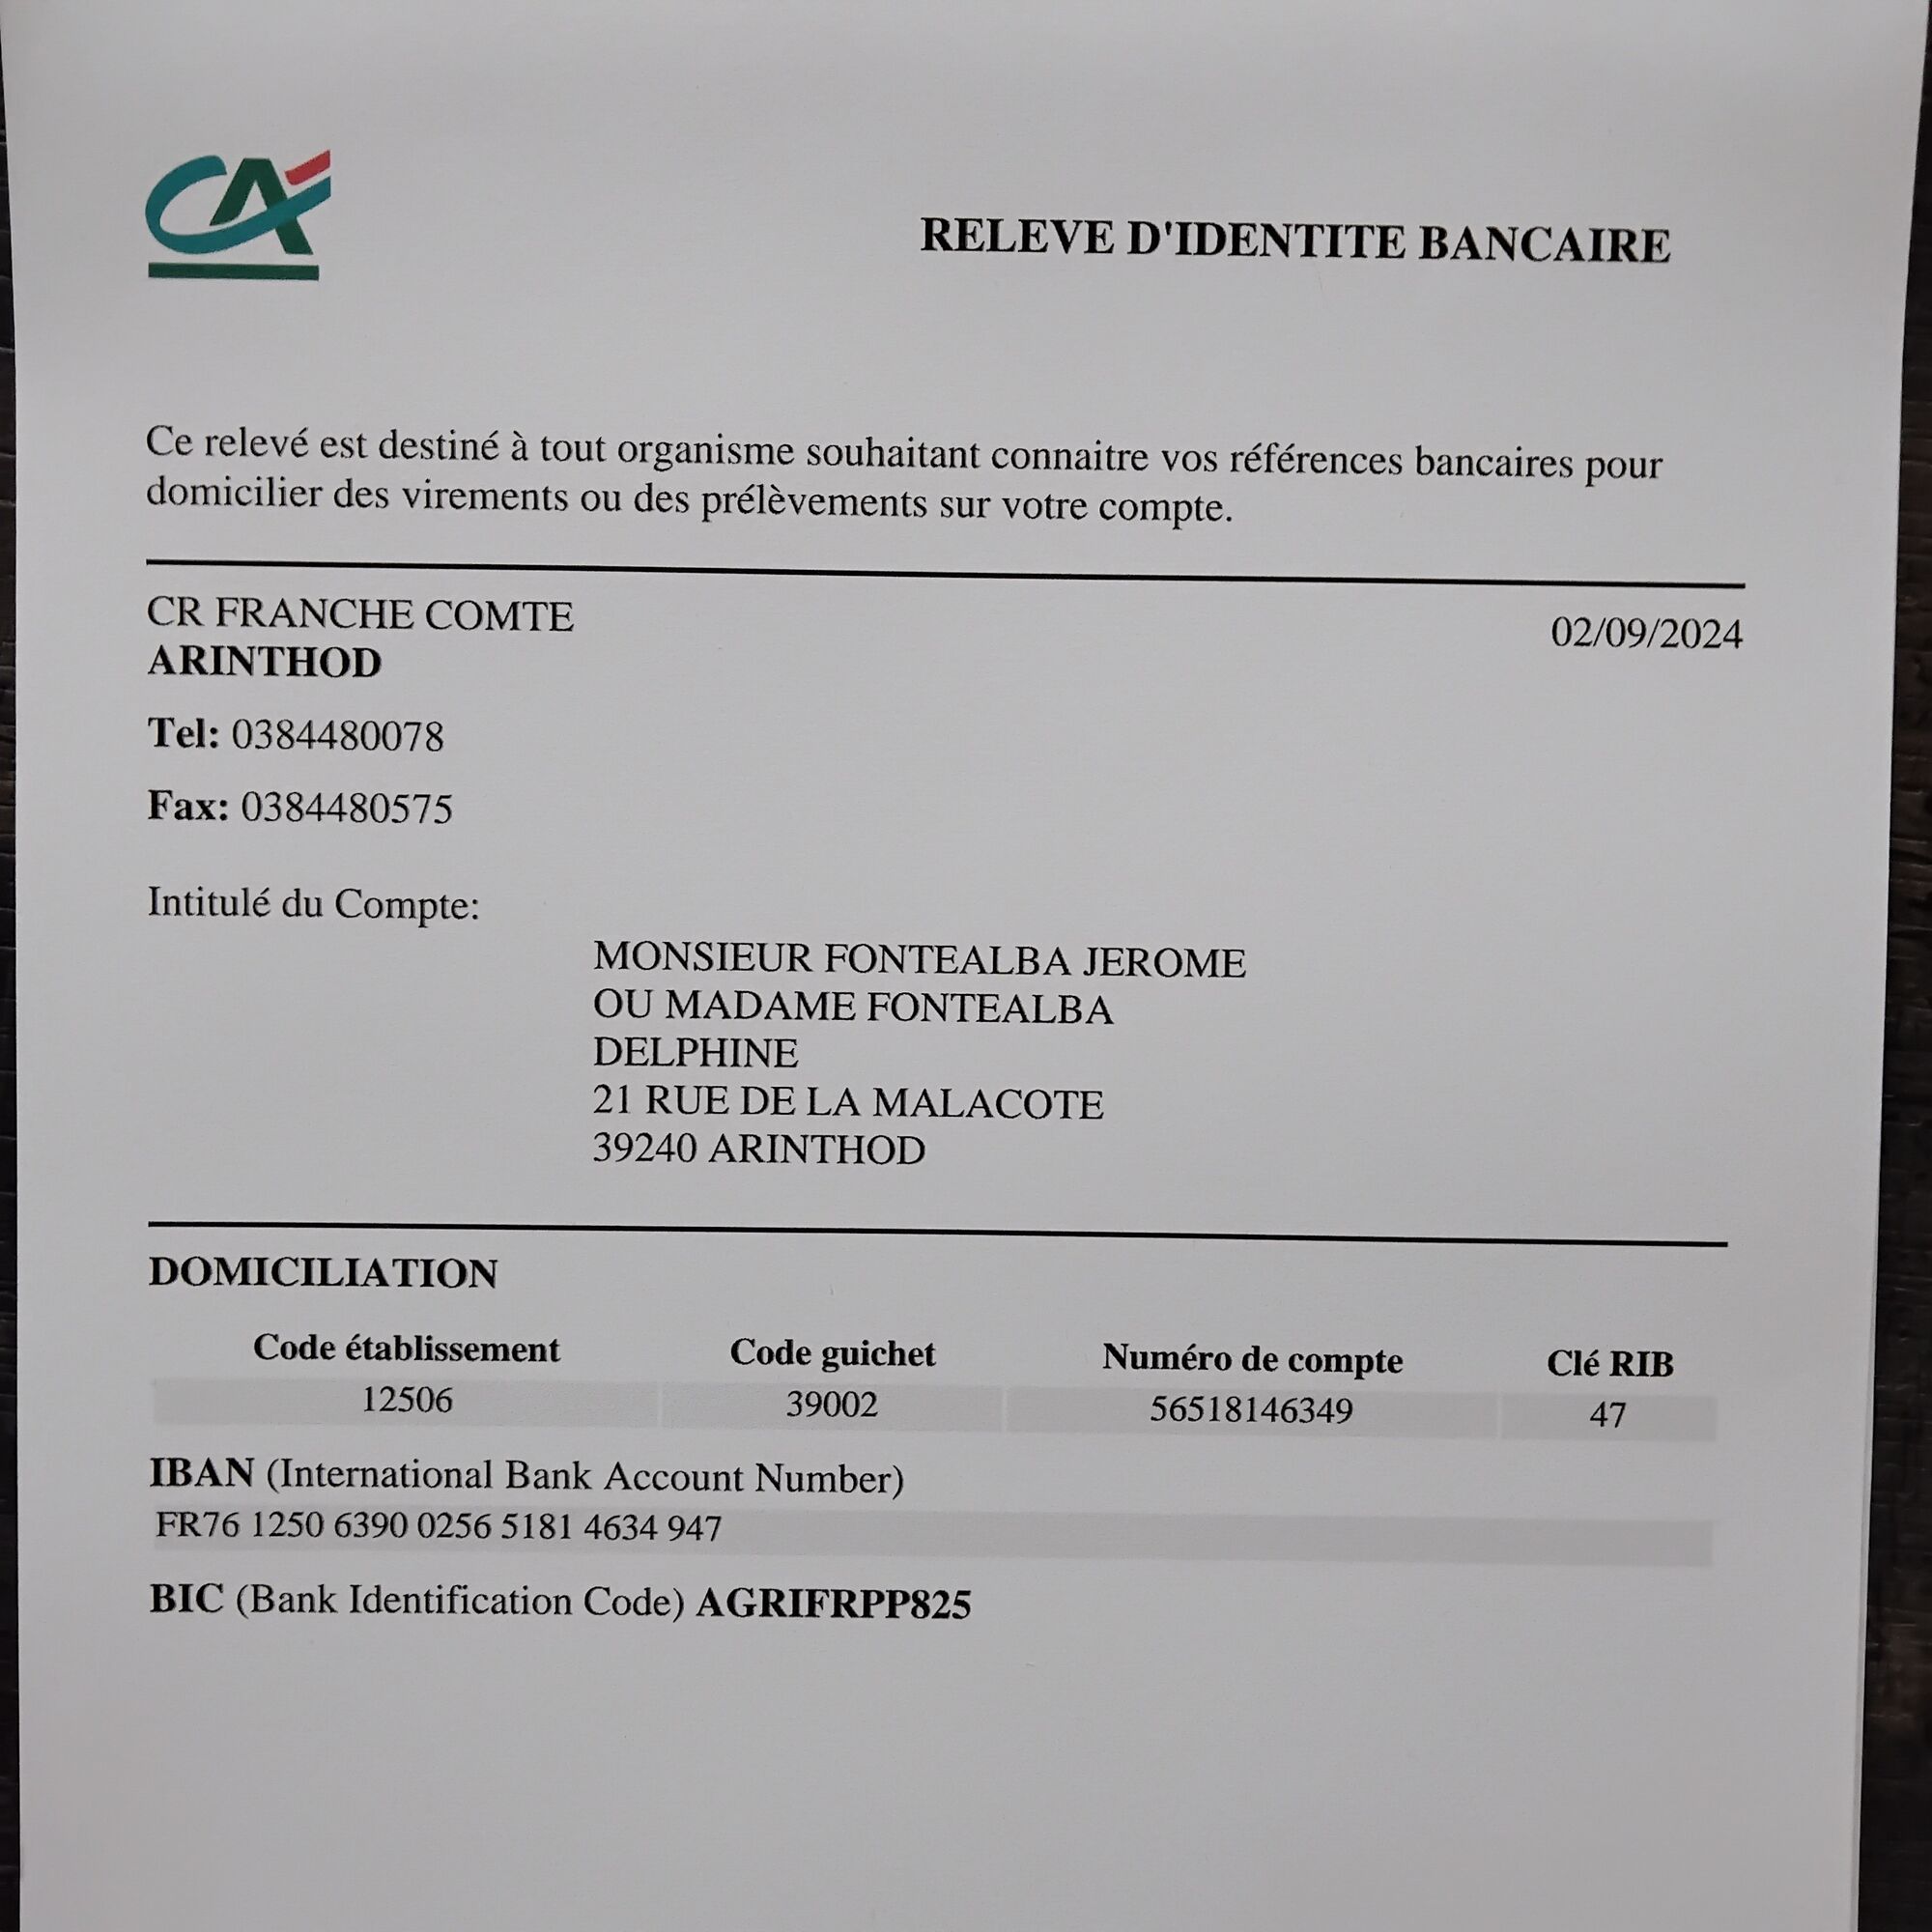 CA
RELEVE D'IDENTITE BANCAIRE
Ce relevé est destiné à tout organisme souhaitant connaitre vos références bancaires pour
domicilier des virements ou des prélèvements sur votre compte.
CR FRANCHE COMTE
02/09/2024
ARINTHOD
Tel: 0384480078
Fax: 0384480575
Intitulé du Compte:
MONSIEUR FONTEALBA JEROME
OU MADAME FONTEALBA
DELPHINE
21 RUE DE LA MALACOTE
39240 ARINTHOD
DOMICILIATION
Code établissement Code guichet Numéro de compte Clé RIB
12506 39002 56518146349 47
IBAN (International Bank Account Number)
FR76 1250 6390 0256 5181 4634 947
BIC (Bank Identification Code) AGRIFRPP825